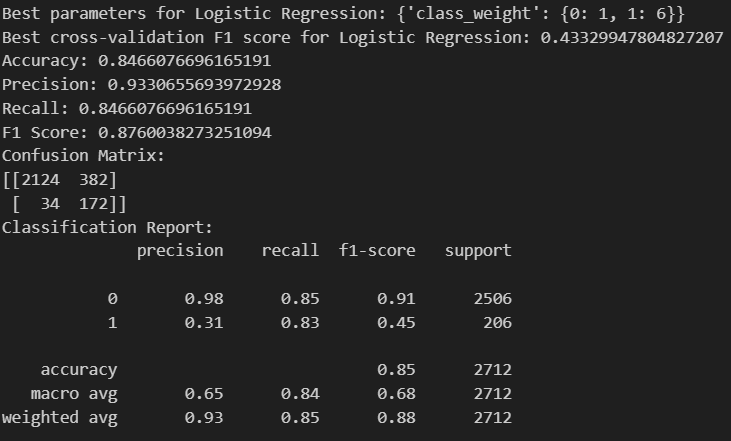 Best parameters for Logistic Regression: {'class_weight': {0: 1, 1: 6}}
Best cross-validation F1 score for Logistic Regression: 0.43329947804827207
Accuracy: 0.8466076696165191
Precision: 0.9330655693972928
Recall: 0.8466076696165191
F1 Score: 0.8760038273251094
Confusion Matrix:
[[2124  382]
 [  34  172]]
Classification Report:
              precision    recall  f1-score   support
           0       0.98      0.85      0.91      2506
           1       0.31      0.83      0.45       206
    accuracy                           0.85      2712
   macro avg       0.65      0.84      0.68      2712
weighted avg       0.93      0.85      0.88      2712